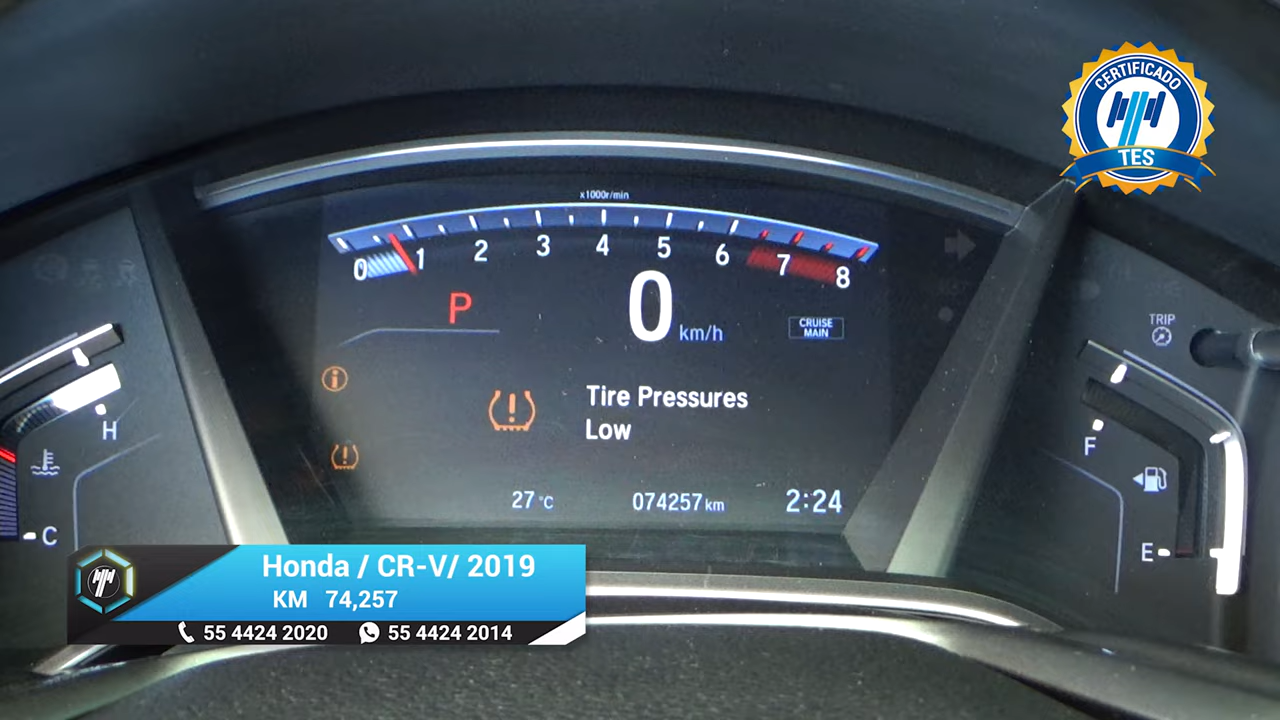 CERTIFICADO
TES
x1000r/min
0 1 2 3 4 5 6 7 8
P
0 km/h
CRUISE
MAIN
TRIP
Tire Pressures
Low
H
F
C
E
27 °C
074257 km
2:24
Honda / CR-V/ 2019
KM 74,257
55 4424 2020
55 4424 2014